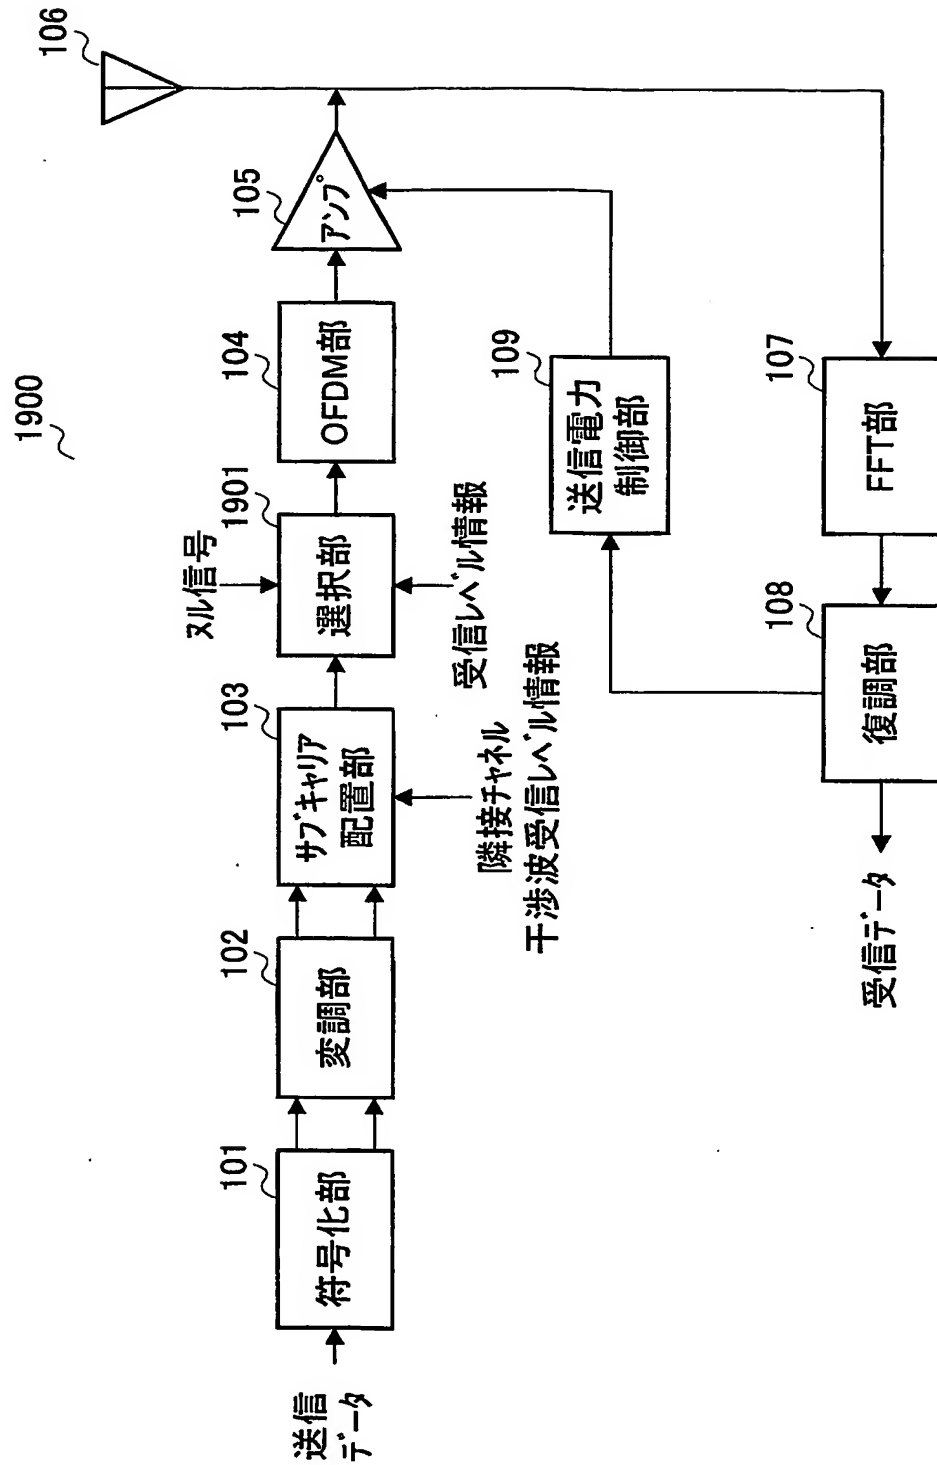 1900
106
送信
データ
101
符号化部
102
変調部
103
サブキャリア
配置部
隣接チャネル
干渉波受信レベル情報
ヌル信号
1901
選択部
受信レベル情報
104
OFDM部
105
アンプ
109
送信電力
制御部
107
FFT部
108
復調部
受信データ